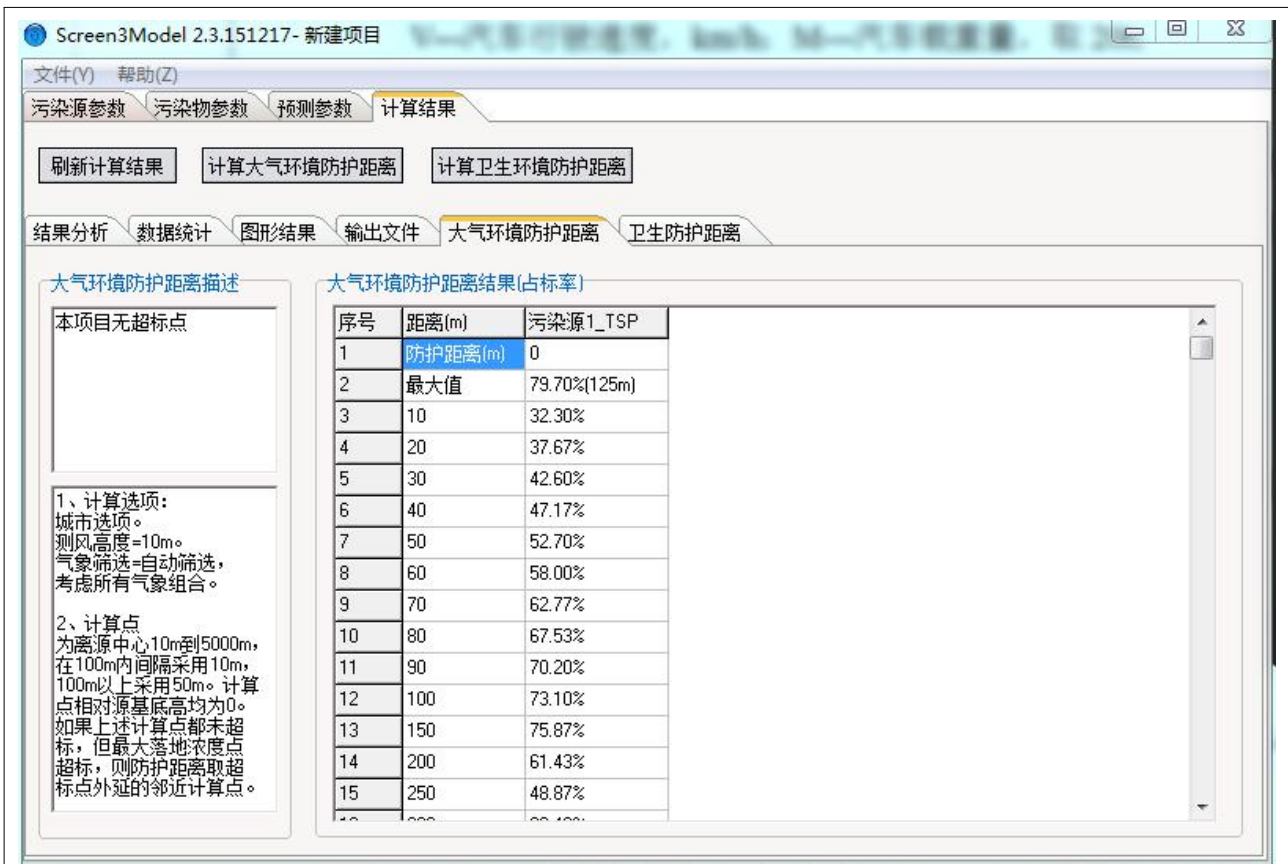 Screen3Model 2.3.151217- 新建项目
V—汽车行驶速度，km/h。M—汽车载重量，取 20t
文件(Y) 帮助(Z)
污染源参数 污染物参数 预测参数 计算结果
刷新计算结果 计算大气环境防护距离 计算卫生环境防护距离
结果分析 数据统计 图形结果 输出文件 大气环境防护距离 卫生防护距离
大气环境防护距离描述
本项目无超标点
1、计算选项：
城市选项。
测风高度=10m。
气象筛选=自动筛选，
考虑所有气象组合。
2、计算点
为离源中心10m到5000m，
在100m内间隔采用10m，
100m以上采用50m。计算
点相对源基底高均为0。
如果上述计算点都未超
标，但最大落地浓度点
超标，则防护距离取超
标点外延的邻近计算点。
大气环境防护距离结果(占标率)
序号 距离(m) 污染源1_TSP
1 防护距离(m) 0
2 最大值 79.70%(125m)
3 10 32.30%
4 20 37.67%
5 30 42.60%
6 40 47.17%
7 50 52.70%
8 60 58.00%
9 70 62.77%
10 80 67.53%
11 90 70.20%
12 100 73.10%
13 150 75.87%
14 200 61.43%
15 250 48.87%